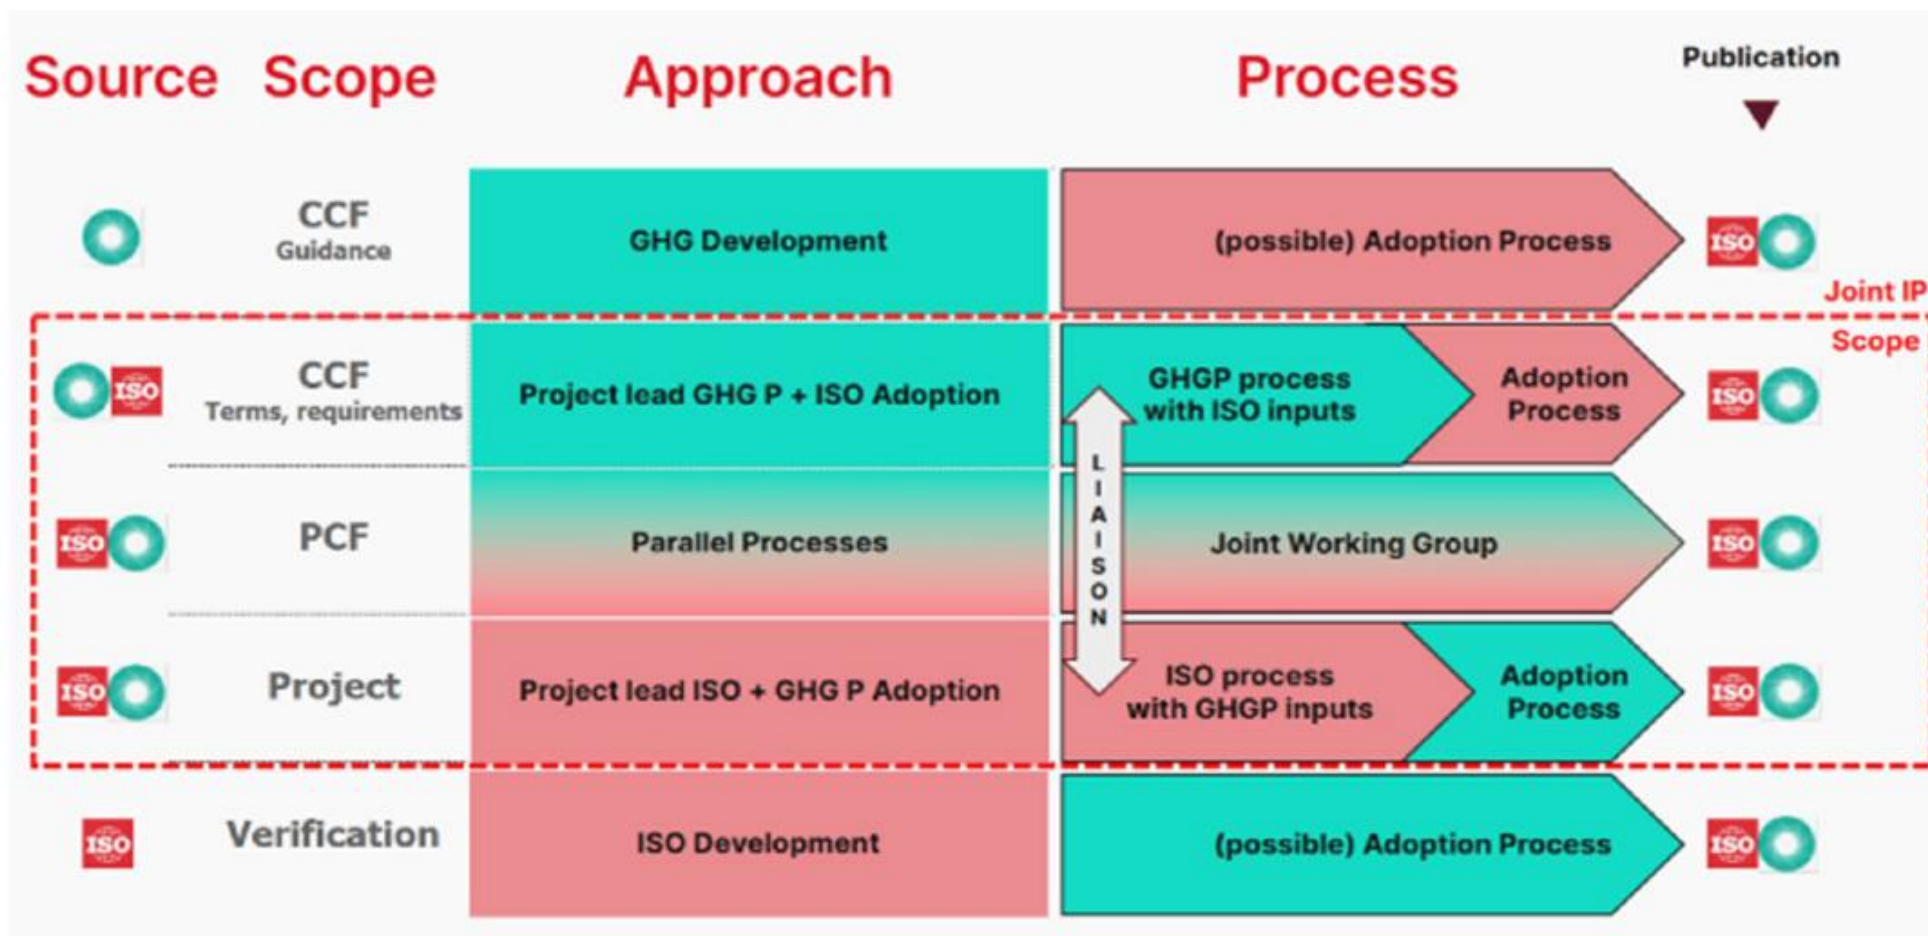 Source Scope Approach Process Publication
CCF
Guidance
GHG Development
(possible) Adoption Process
ISO
Joint IP
Scope
ISO
CCF
Terms, requirements
Project lead GHG P + ISO Adoption
GHGP process
with ISO inputs
Adoption
Process
ISO
LIAISON
ISO
PCF
Parallel Processes
Joint Working Group
ISO
ISO
Project
Project lead ISO + GHG P Adoption
ISO process
with GHGP inputs
Adoption
Process
ISO
ISO
Verification
ISO Development
(possible) Adoption Process
ISO